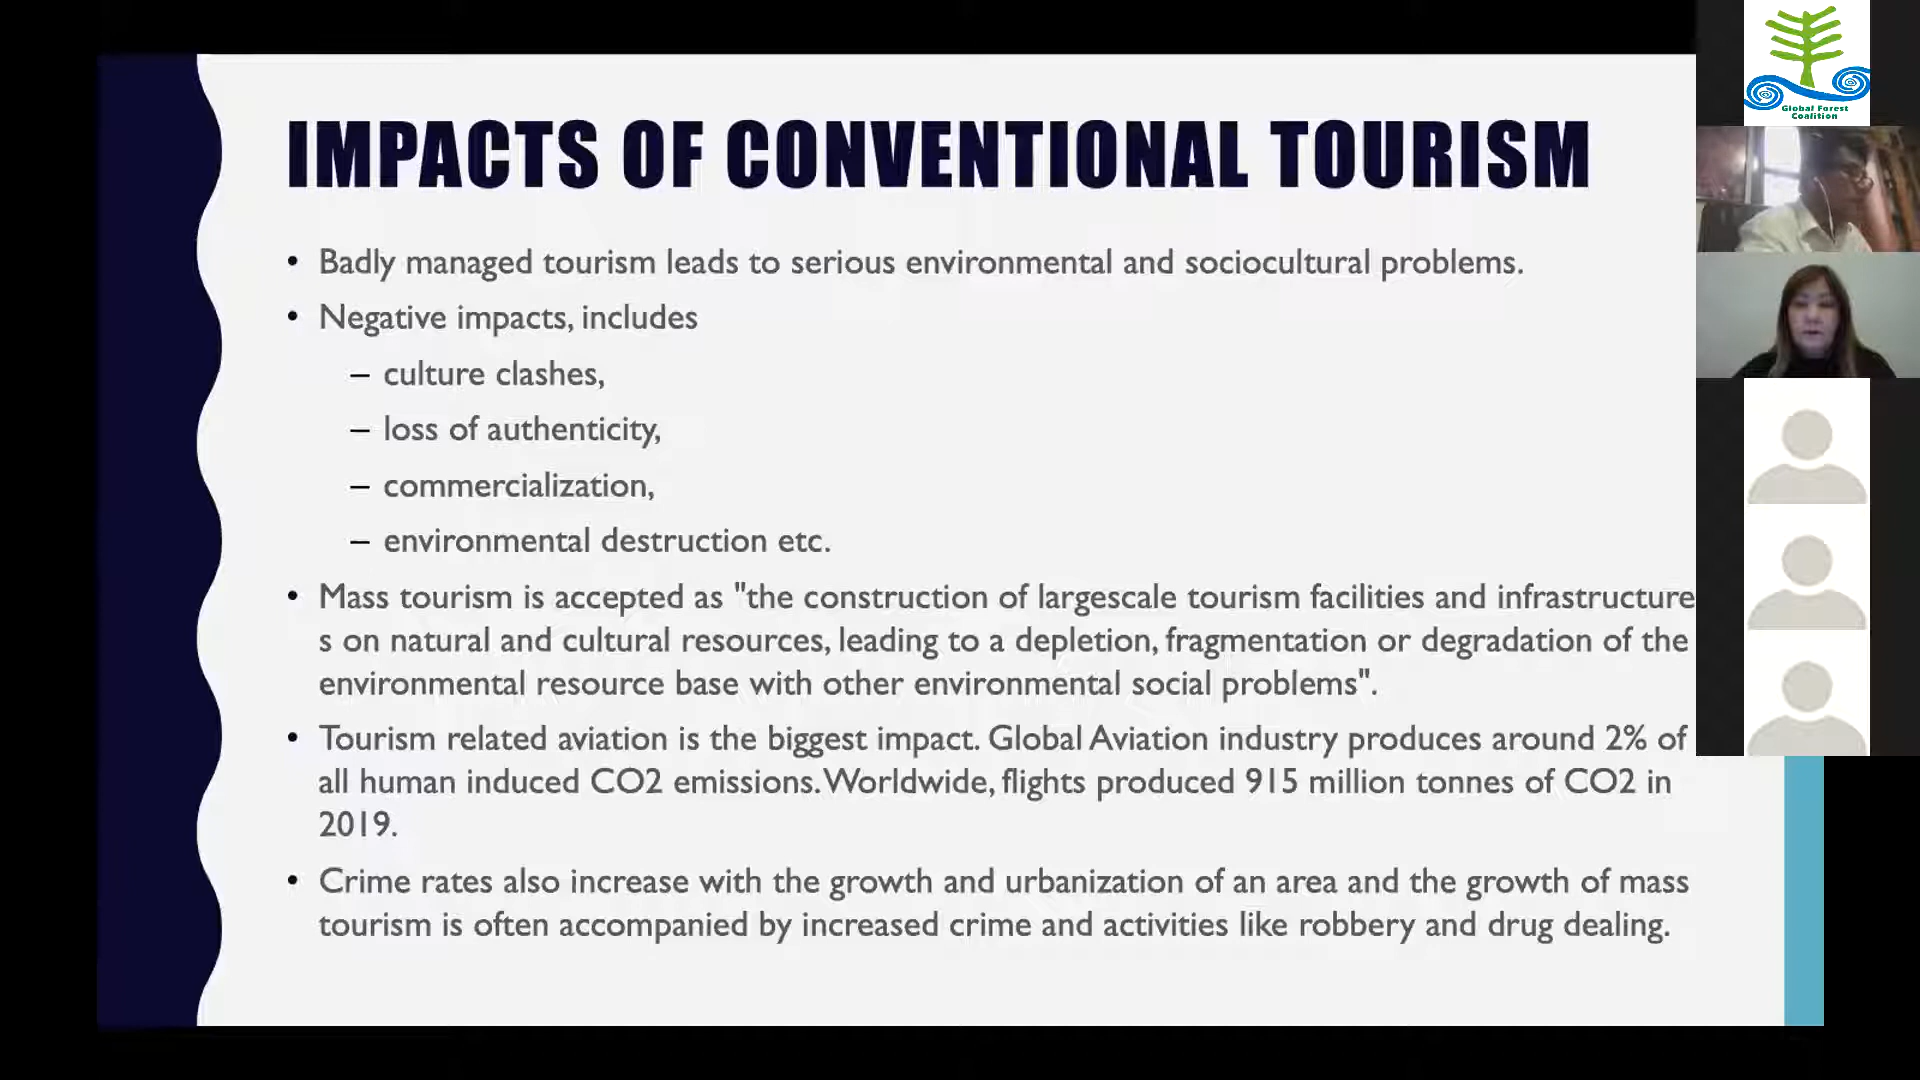 IMPACTS OF CONVENTIONAL TOURISM
• Badly managed tourism leads to serious environmental and sociocultural problems.
• Negative impacts, includes
– culture clashes,
– loss of authenticity,
– commercialization,
– environmental destruction etc.
• Mass tourism is accepted as "the construction of largescale tourism facilities and infrastructure
s on natural and cultural resources, leading to a depletion, fragmentation or degradation of the
environmental resource base with other environmental social problems".
• Tourism related aviation is the biggest impact. Global Aviation industry produces around 2% of
all human induced CO2 emissions. Worldwide, flights produced 915 million tonnes of CO2 in
2019.
• Crime rates also increase with the growth and urbanization of an area and the growth of mass
tourism is often accompanied by increased crime and activities like robbery and drug dealing.
Global Forest
Coalition